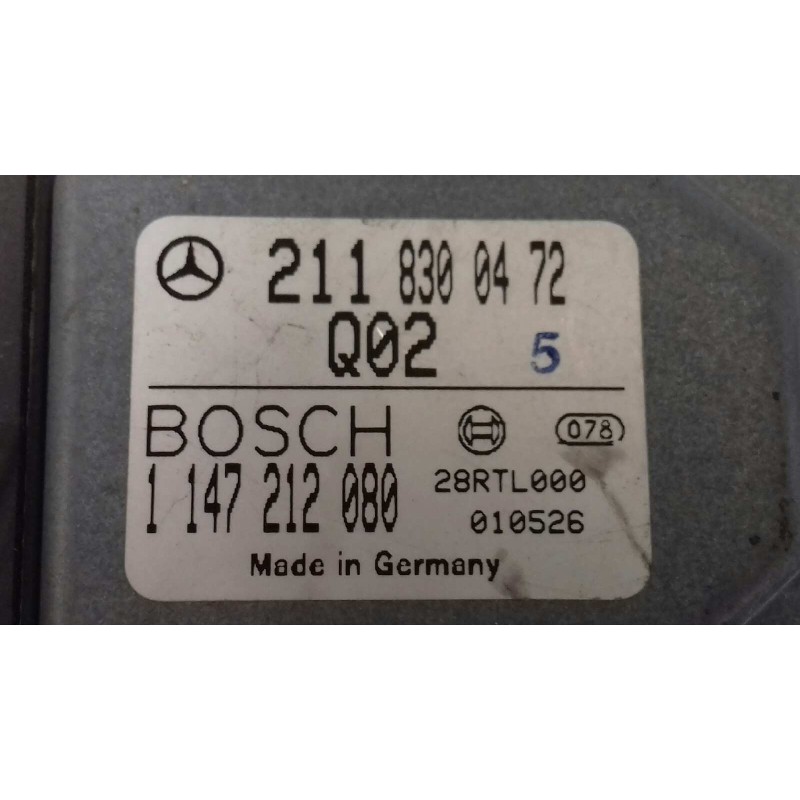 211 830 04 72
Q02 5
BOSCH 078
1 147 212 080 28RTL000
010526
Made in Germany